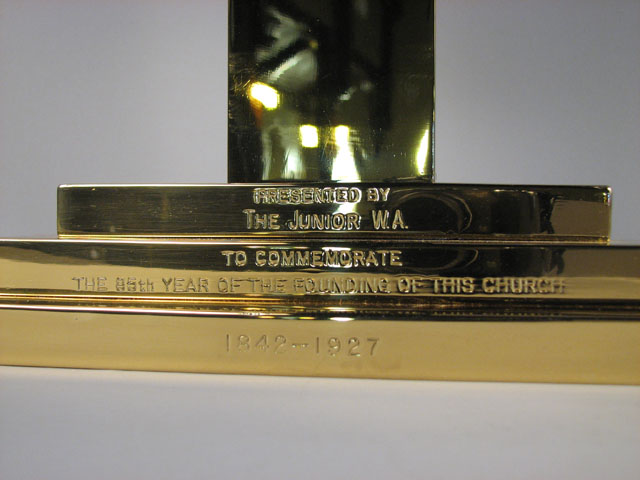 PRESENTED BY
THE JUNIOR W.A.
TO COMMEMORATE
THE 85th YEAR OF THE FOUNDING OF THIS CHURCH
1842--1927